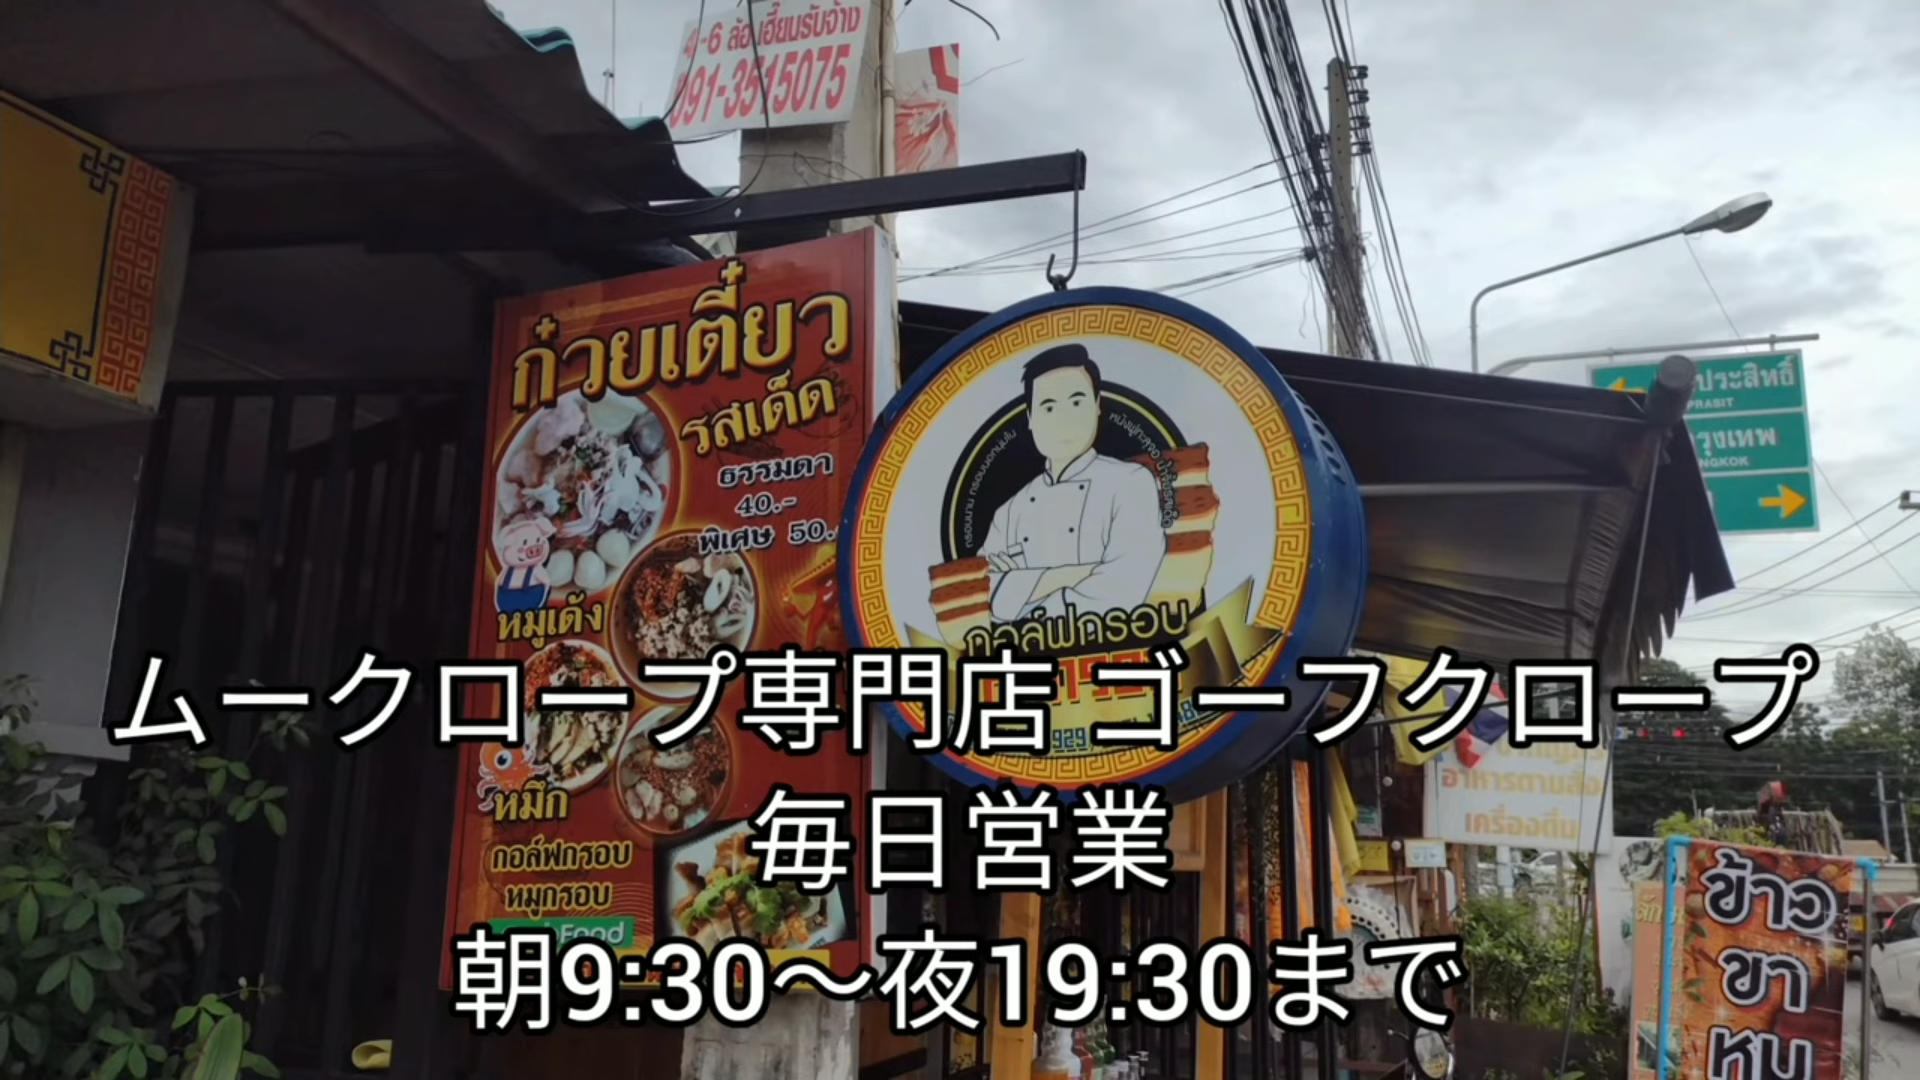 4-6 ล้อ เฮี๊ยบรับจ้าง
091-3515075
ก๋วยเตี๋ยว
รสเด็ด
ธรรมดา
40.-
พิเศษ 50.-
หมูเด้ง
หมึก
กอล์ฟกรอบ
หมูกรอบ
Food
กอล์ฟกรอบ
ประสิทธิ์
PRASIT
รุงเทพ
NGKOK
อาหารตามสั่ง
เครื่องดื่ม
ข้าว
ขา
หมู
ムークロープ専門店 ゴーフクロープ
毎日営業
朝9:30〜夜19:30まで